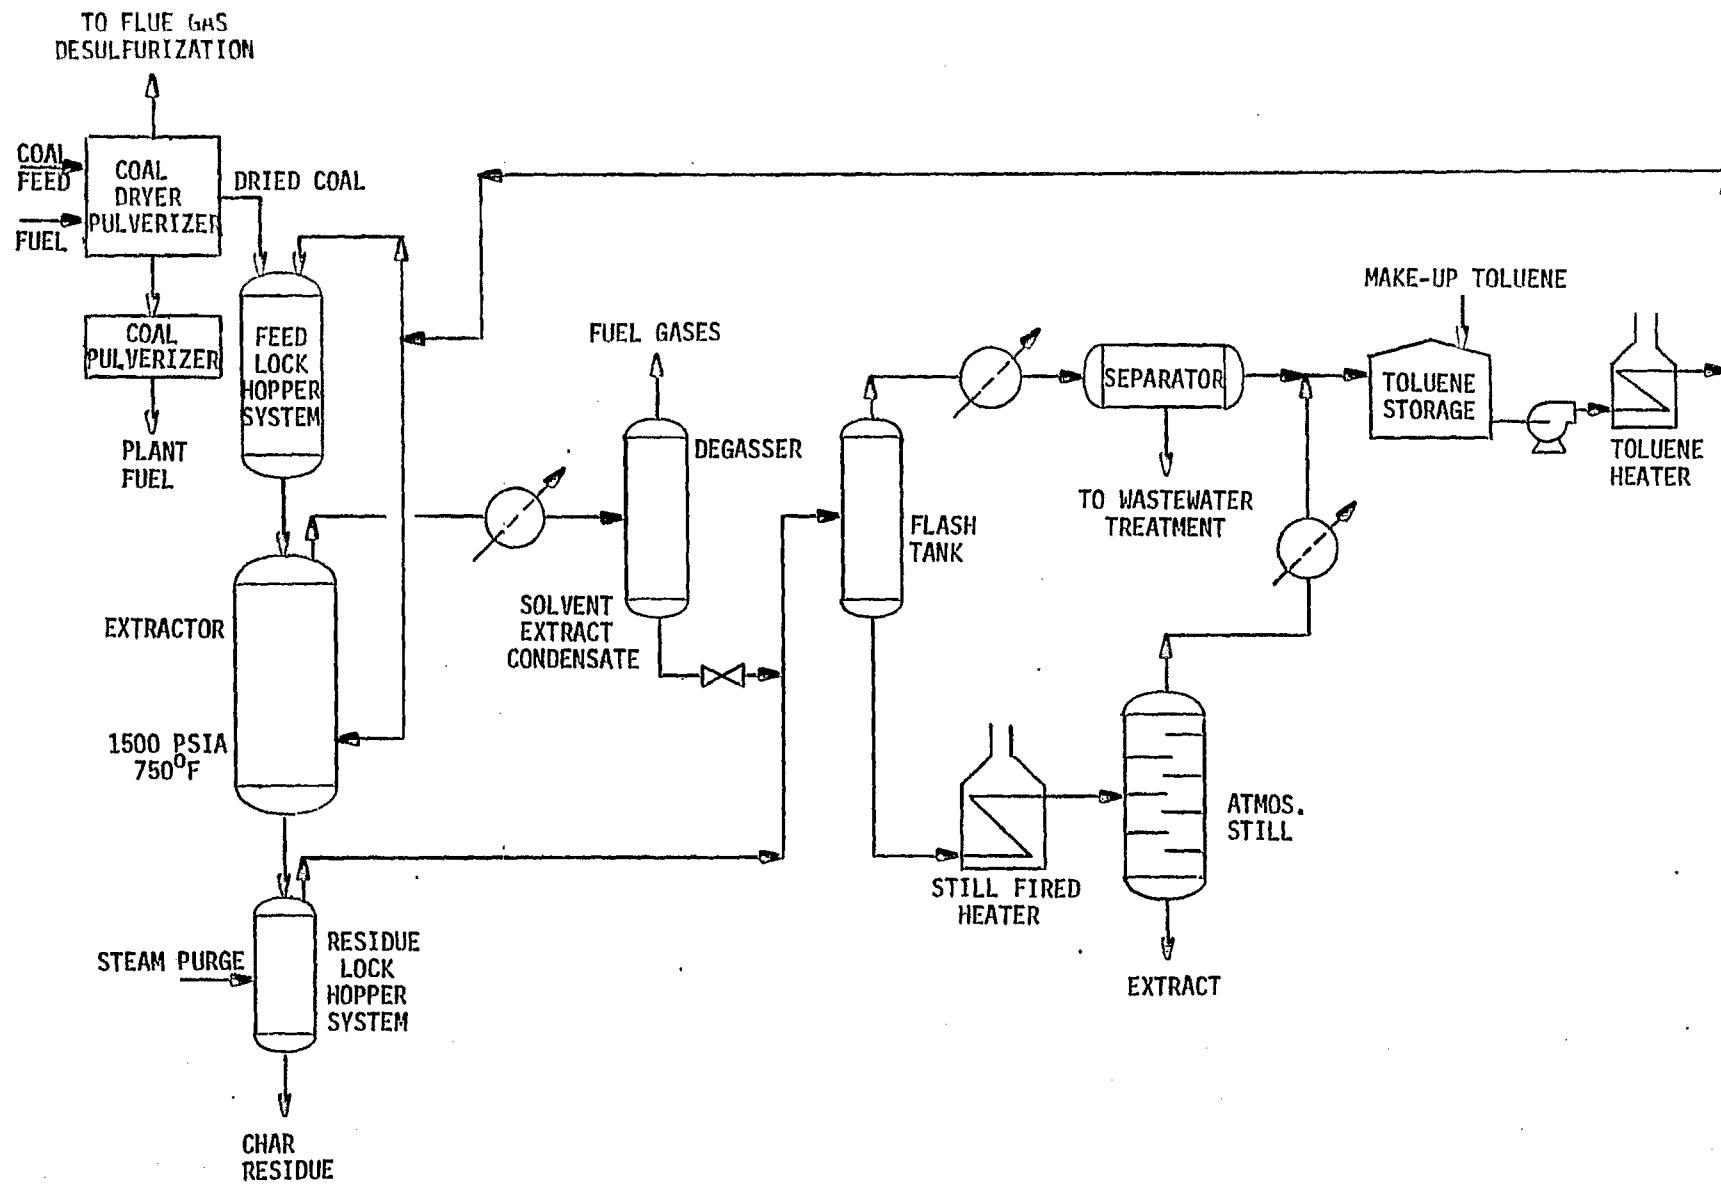 TO FLUE GAS
DESULFURIZATION
COAL
FEED
FUEL
COAL
DRYER
PULVERIZER
DRIED COAL
COAL
PULVERIZER
PLANT
FUEL
FEED
LOCK
HOPPER
SYSTEM
FUEL GASES
DEGASSER
SOLVENT
EXTRACT
CONDENSATE
EXTRACTOR
1500 PSIA
750ºF
STEAM PURGE
RESIDUE
LOCK
HOPPER
SYSTEM
CHAR
RESIDUE
FLASH
TANK
SEPARATOR
TO WASTEWATER
TREATMENT
MAKE-UP TOLUENE
TOLUENE
STORAGE
TOLUENE
HEATER
STILL FIRED
HEATER
ATMOS.
STILL
EXTRACT